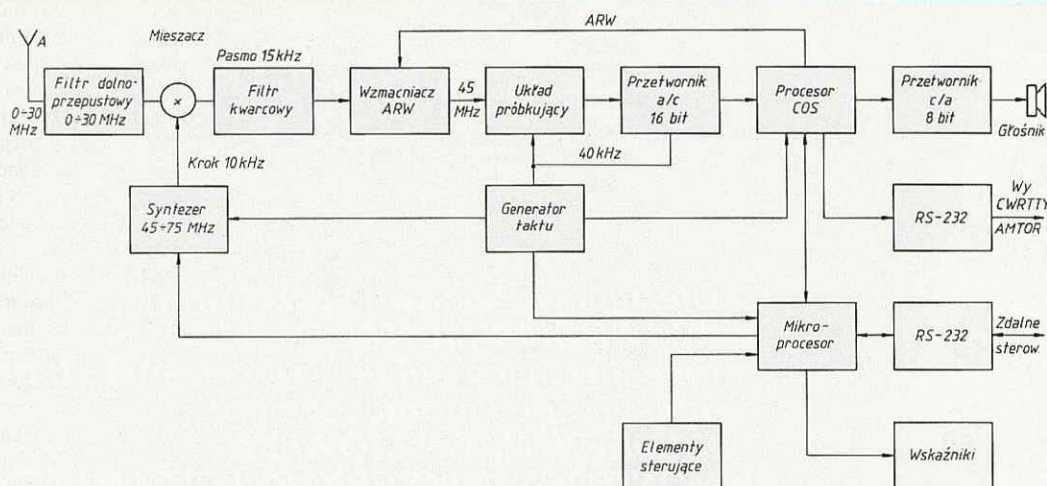 ARW
A
Mieszacz
Pasmo 15kHz
Filtr dolno-
przepustowy
0÷30 MHz
×
Filtr
kwarcowy
Wzmacniacz
ARW
45
MHz
Układ
próbkujący
Przetwornik
a/c
16 bit
Procesor
COS
Przetwornik
c/a
8 bit
Głośnik
0÷30
MHz
Krok 10kHz
40kHz
Syntezer
45÷75 MHz
Generator
taktu
RS-232
Wy
CWRTTY
AMTOR
Mikro-
procesor
RS-232
Zdalne
sterow.
Elementy
sterujące
Wskaźniki